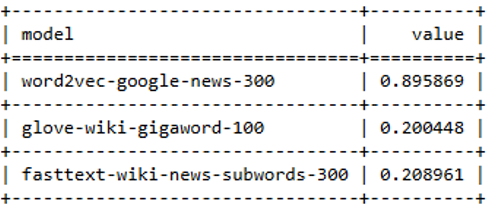 +---------------------------------+----------+
| model                           |    value |
+=================================+==========+
| word2vec-google-news-300        | 0.895869 |
+---------------------------------+----------+
| glove-wiki-gigaword-100         | 0.200448 |
+---------------------------------+----------+
| fasttext-wiki-news-subwords-300 | 0.208961 |
+---------------------------------+----------+